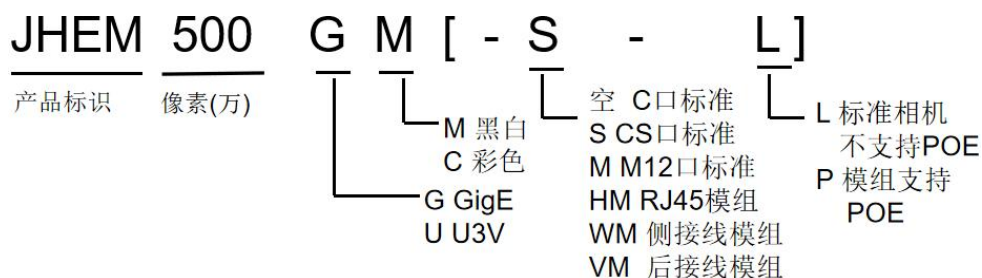 JHEM 500 G M [ - S - L]
产品标识 像素(万)
M 黑白
C 彩色
G GigE
U U3V
空 C口标准
S CS口标准
M M12口标准
HM RJ45模组
WM 侧接线模组
VM 后接线模组
L 标准相机
不支持POE
P 模组支持
POE